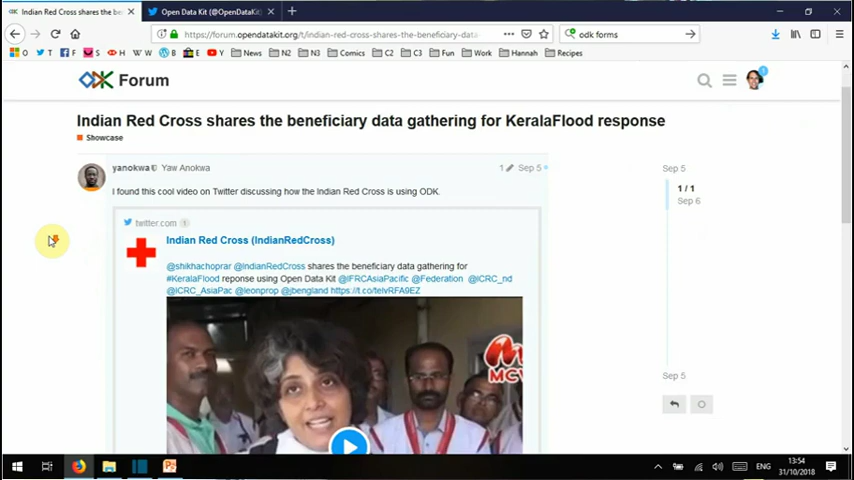 Indian Red Cross shares the be
Open Data Kit (@OpenDataKit)
https://forum.opendatakit.org/t/indian-red-cross-shares-the-beneficiary-data
odk forms
O
T
F
S
H
B
E
Y
News
N2
N3
Comics
C2
C3
Fun
Work
Hannah
Recipes
ODK Forum
1
Indian Red Cross shares the beneficiary data gathering for KeralaFlood response
Showcase
yanokwa Yaw Anokwa
1 Sep 5
I found this cool video on Twitter discussing how the Indian Red Cross is using ODK.
twitter.com 1
Indian Red Cross (IndianRedCross)
@shikhachoprar @IndianRedCross shares the beneficiary data gathering for
#KeralaFlood reponse using Open Data Kit @IFRCAsiaPacific @Federation @ICRC_nd
@ICRC_AsiaPac @leonprop @jbengland https://t.co/telvRFA9EZ
Sep 5
1 / 1
Sep 6
Sep 5
ENG
13:54
31/10/2018